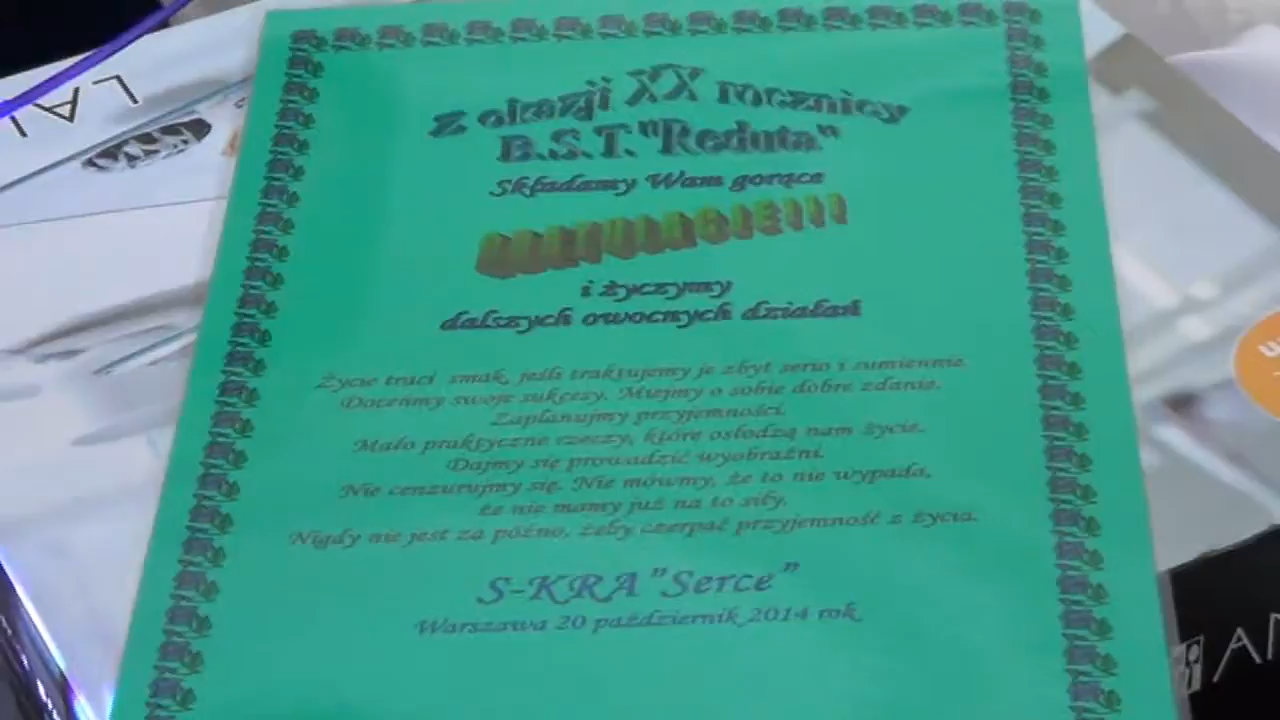 LAI
Z okazji XX rocznicy
B.S.T. "Reduta"
Składamy Wam gorące
GRATULACJE!!!
i życzymy
dalszych owocnych działań
Życie traci smak, jeśli traktujemy je zbyt serio i sumiennie.
Doceńmy swoje sukcesy. Miejmy o sobie dobre zdanie.
Zaplanujmy przyjemności.
Mało praktyczne rzeczy, które osłodzą nam życie.
Dajmy się prowadzić wyobraźni.
Nie cenzurujmy się. Nie mówmy, że to nie wypada,
że nie mamy już na to siły.
Nigdy nie jest za późno, żeby czerpać przyjemność z życia.
S-KRA "Serce"
Warszawa 20 październik 2014 rok